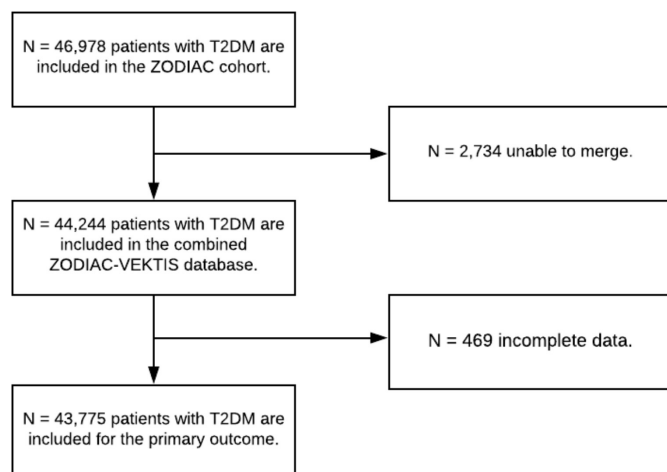 N = 46,978 patients with T2DM are
included in the ZODIAC cohort.
N = 2,734 unable to merge.
N = 44,244 patients with T2DM are
included in the combined
ZODIAC-VEKTIS database.
N = 469 incomplete data.
N = 43,775 patients with T2DM are
included for the primary outcome.